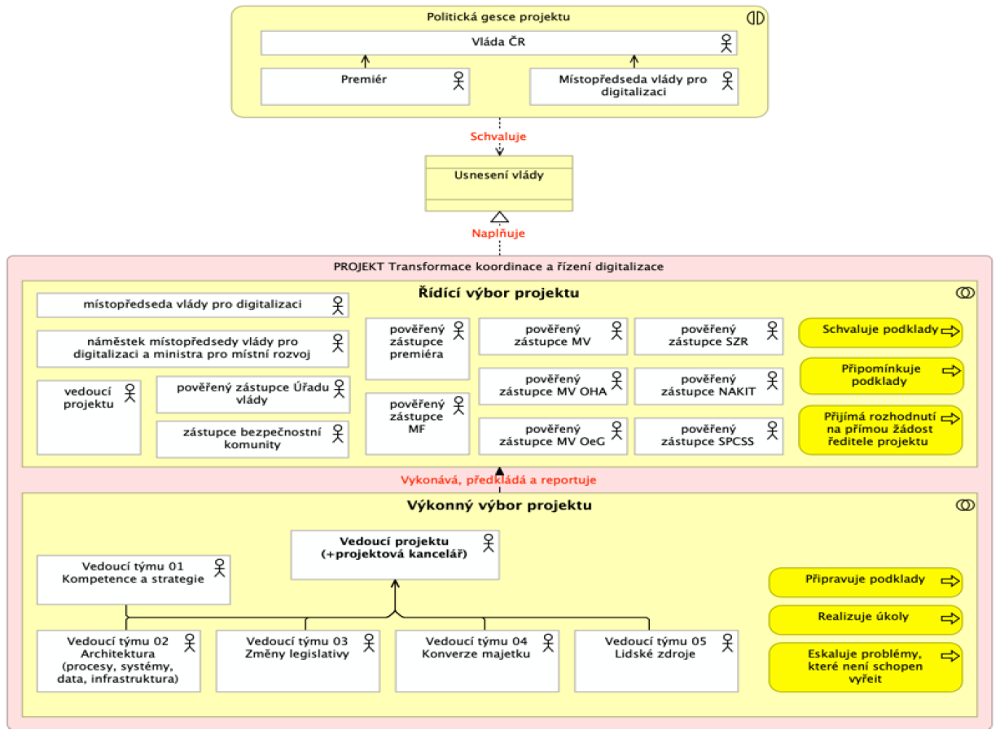 Politická gesce projektu
Vláda ČR
Premiér
Místopředseda vlády pro
digitalizaci
Schvaluje
Usnesení vlády
Naplňuje
PROJEKT Transformace koordinace a řízení digitalizace
Řídící výbor projektu
místopředseda vlády pro digitalizaci
náměstek místopředsedy vlády pro
digitalizaci a ministra pro místní rozvoj
vedoucí
projektu
pověřený zástupce Úřadu
vlády
zástupce bezpečnostní
komunity
pověřený
zástupce
premiéra
pověřený
zástupce
MF
pověřený
zástupce MV
pověřený
zástupce MV OHA
pověřený
zástupce MV OeG
pověřený
zástupce SZR
pověřený
zástupce NAKIT
pověřený
zástupce SPCSS
Schvaluje podklady
Připomínkuje
podklady
Přijímá rozhodnutí
na přímou žádost
ředitele projektu
Vykonává, předkládá a reportuje
Výkonný výbor projektu
Vedoucí projektu
(+projektová kancelář)
Vedoucí týmu 01
Kompetence a strategie
Vedoucí týmu 02
Architektura
(procesy, systémy,
data, infrastruktura)
Vedoucí týmu 03
Změny legislativy
Vedoucí týmu 04
Konverze majetku
Vedoucí týmu 05
Lidské zdroje
Připravuje podklady
Realizuje úkoly
Eskaluje problémy,
které není schopen
vyřeit